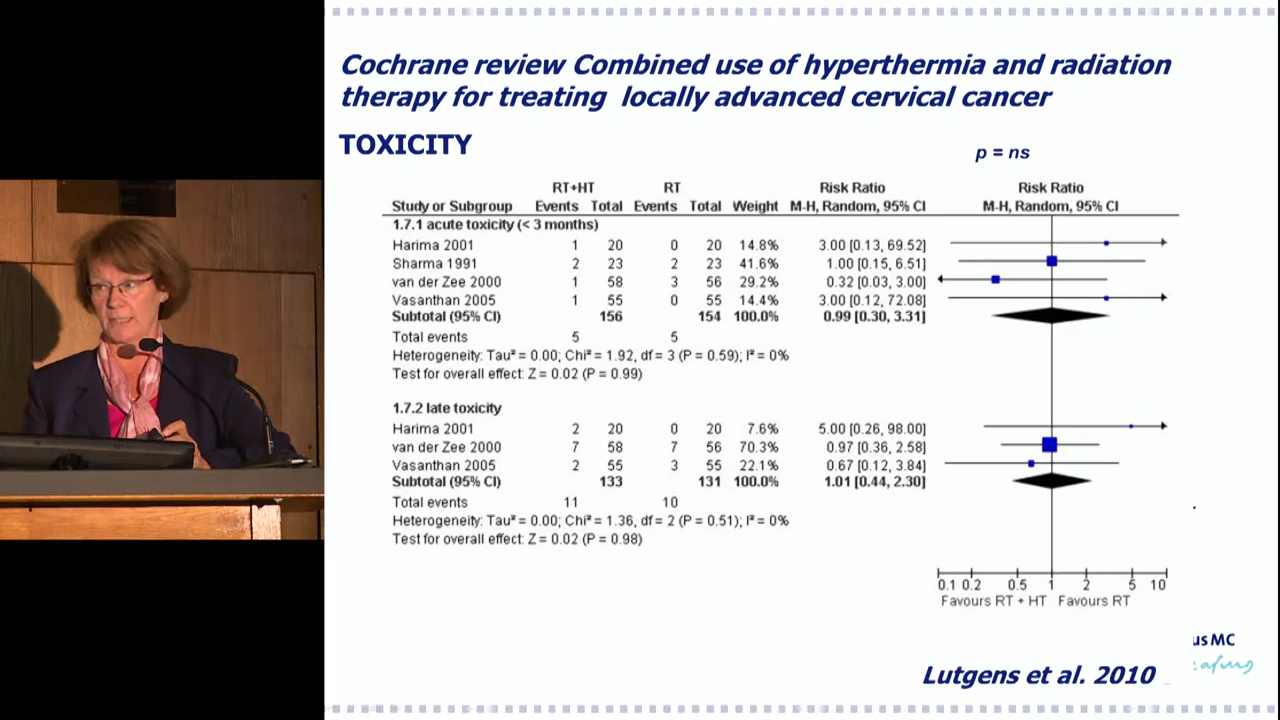 Cochrane review Combined use of hyperthermia and radiation
therapy for treating locally advanced cervical cancer
TOXICITY
p = ns
RT+HT RT Risk Ratio Risk Ratio
Study or Subgroup Events Total Events Total Weight M-H, Random, 95% CI M-H, Random, 95% CI
1.7.1 acute toxicity (< 3 months)
Harima 2001 1 20 0 20 14.8% 3.00 [0.13, 69.52]
Sharma 1991 2 23 2 23 41.6% 1.00 [0.15, 6.51]
van der Zee 2000 1 58 3 56 29.2% 0.32 [0.03, 3.00]
Vasanthan 2005 1 55 0 55 14.4% 3.00 [0.12, 72.08]
Subtotal (95% CI) 156 154 100.0% 0.99 [0.30, 3.31]
Total events 5 5
Heterogeneity: Tau² = 0.00; Chi² = 1.92, df = 3 (P = 0.59); I² = 0%
Test for overall effect: Z = 0.02 (P = 0.99)
1.7.2 late toxicity
Harima 2001 2 20 0 20 7.6% 5.00 [0.26, 98.00]
van der Zee 2000 7 58 7 56 70.3% 0.97 [0.36, 2.58]
Vasanthan 2005 2 55 3 55 22.1% 0.67 [0.12, 3.84]
Subtotal (95% CI) 133 131 100.0% 1.01 [0.44, 2.30]
Total events 11 10
Heterogeneity: Tau² = 0.00; Chi² = 1.36, df = 2 (P = 0.51); I² = 0%
Test for overall effect: Z = 0.02 (P = 0.98)
0.1 0.2 0.5 1 2 5 10
Favours RT + HT Favours RT
us MC
Lutgens et al. 2010